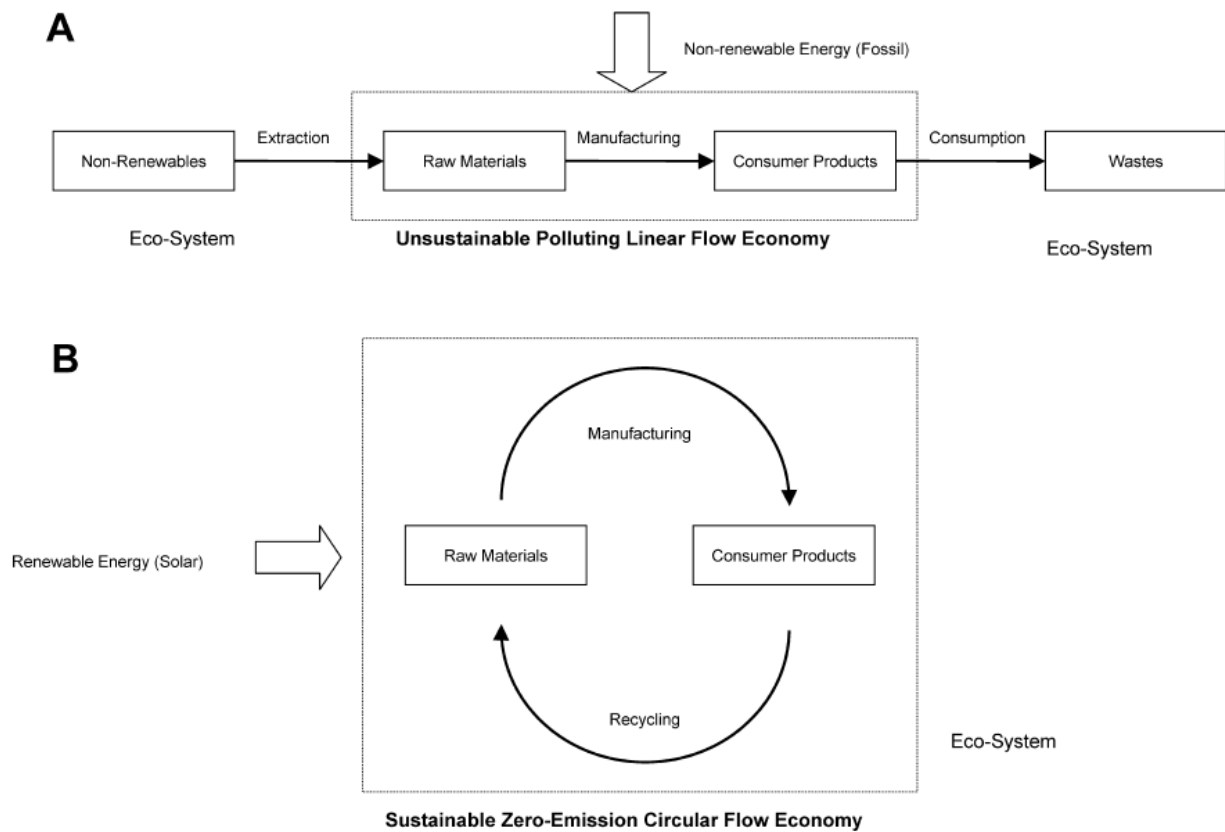 A
Non-renewable Energy (Fossil)
Extraction
Manufacturing
Consumption
Non-Renewables
Raw Materials
Consumer Products
Wastes
Eco-System
Unsustainable Polluting Linear Flow Economy
Eco-System
B
Manufacturing
Renewable Energy (Solar)
Raw Materials
Consumer Products
Recycling
Eco-System
Sustainable Zero-Emission Circular Flow Economy